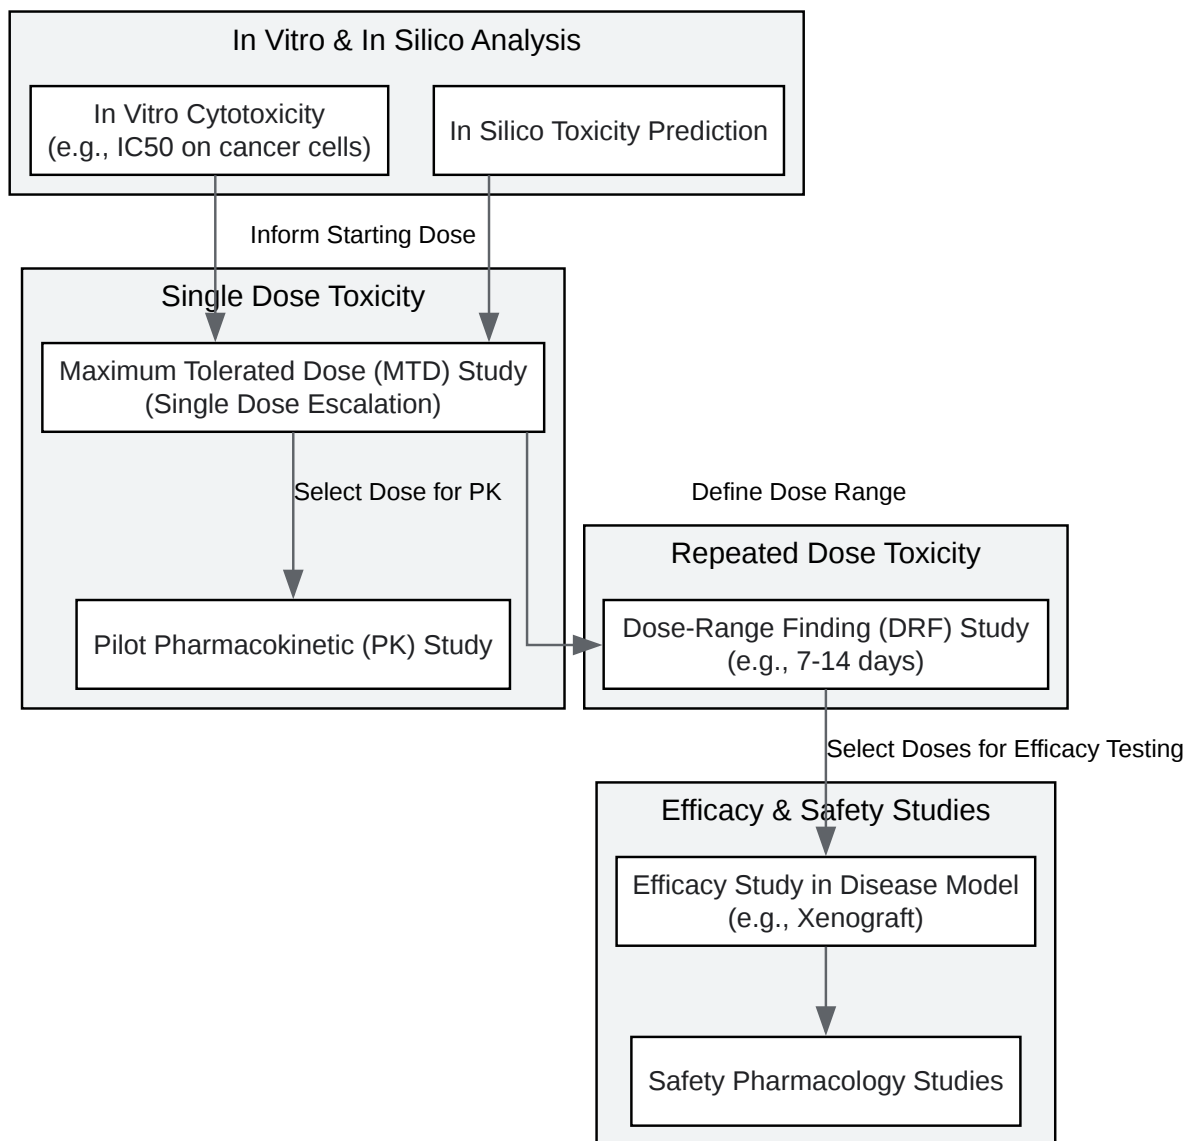 In Vitro & In Silico Analysis
In Vitro Cytotoxicity
(e.g., IC50 on cancer cells)
In Silico Toxicity Prediction
Inform Starting Dose
Single Dose Toxicity
Maximum Tolerated Dose (MTD) Study
(Single Dose Escalation)
Select Dose for PK
Define Dose Range
Repeated Dose Toxicity
Pilot Pharmacokinetic (PK) Study
Dose-Range Finding (DRF) Study
(e.g., 7-14 days)
Select Doses for Efficacy Testing
Efficacy & Safety Studies
Efficacy Study in Disease Model
(e.g., Xenograft)
Safety Pharmacology Studies